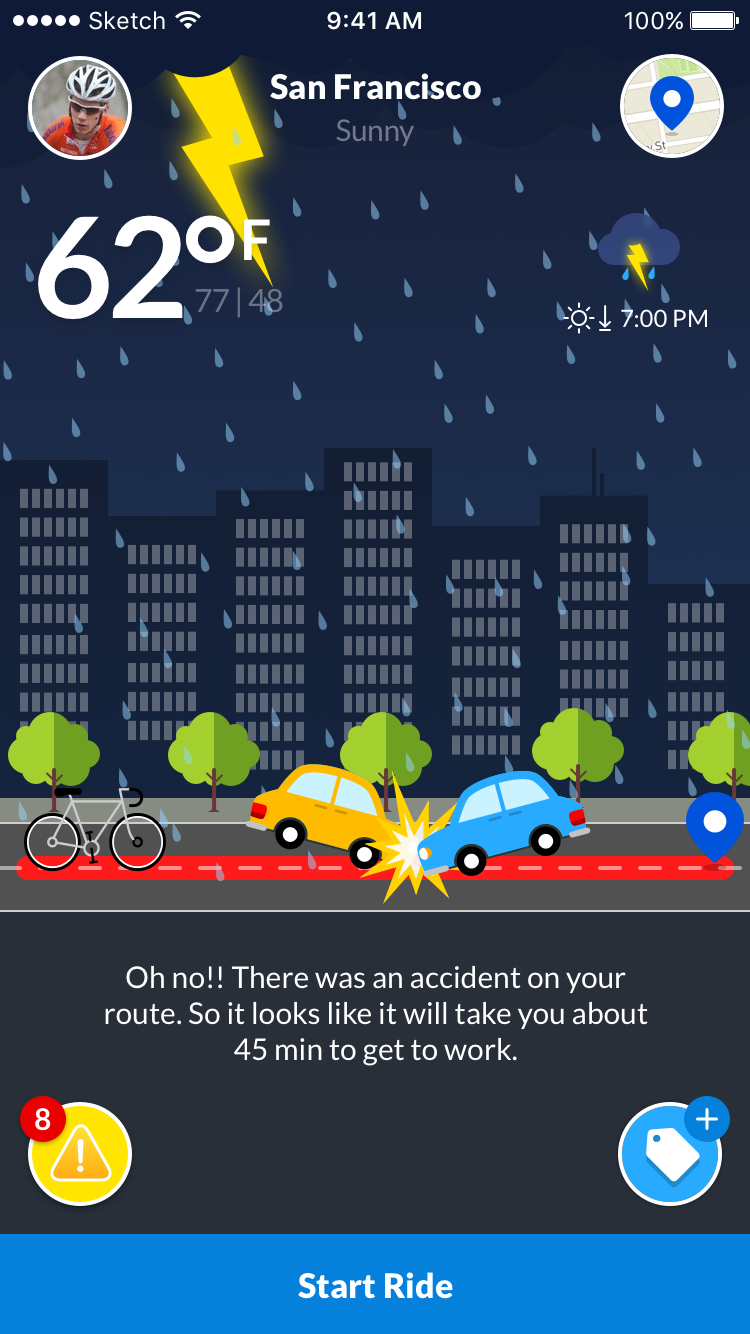 Sketch 9:41 AM 100%
San Francisco
Sunny
St
62°F
77 | 48
7:00 PM
Oh no!! There was an accident on your
route. So it looks like it will take you about
45 min to get to work.
8
Start Ride